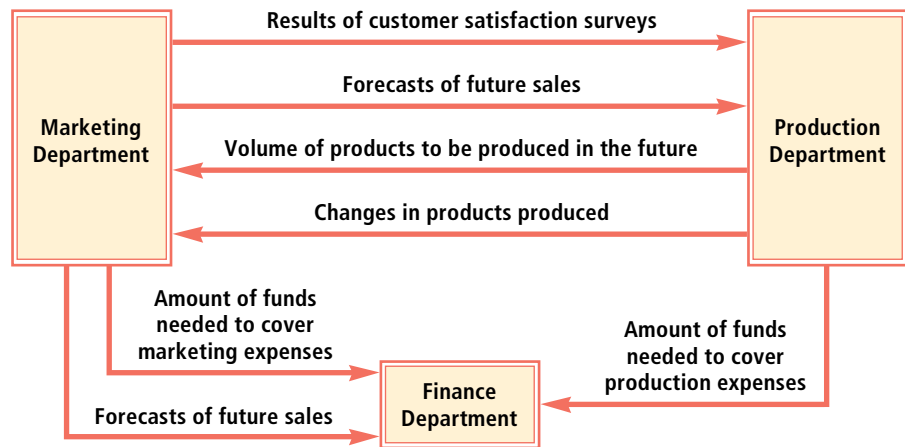 Results of customer satisfaction surveys
Forecasts of future sales
Marketing
Department
Production
Department
Volume of products to be produced in the future
Changes in products produced
Amount of funds
needed to cover
marketing expenses
Amount of funds
needed to cover
production expenses
Finance
Department
Forecasts of future sales